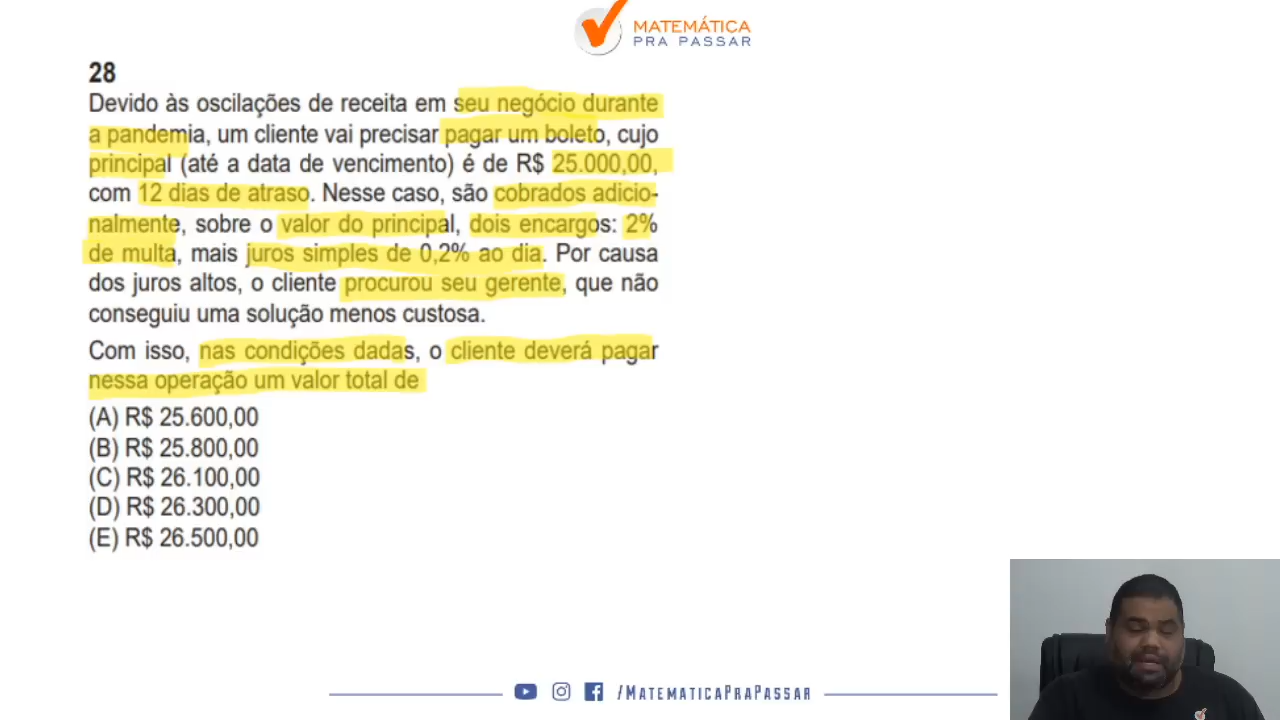 MATEMÁTICA
PRA PASSAR
28
Devido às oscilações de receita em seu negócio durante
a pandemia, um cliente vai precisar pagar um boleto, cujo
principal (até a data de vencimento) é de R$ 25.000,00,
com 12 dias de atraso. Nesse caso, são cobrados adicio-
nalmente, sobre o valor do principal, dois encargos: 2%
de multa, mais juros simples de 0,2% ao dia. Por causa
dos juros altos, o cliente procurou seu gerente, que não
conseguiu uma solução menos custosa.
Com isso, nas condições dadas, o cliente deverá pagar
nessa operação um valor total de
(A) R$ 25.600,00
(B) R$ 25.800,00
(C) R$ 26.100,00
(D) R$ 26.300,00
(E) R$ 26.500,00
/MATEMATICAPRAPASSAR